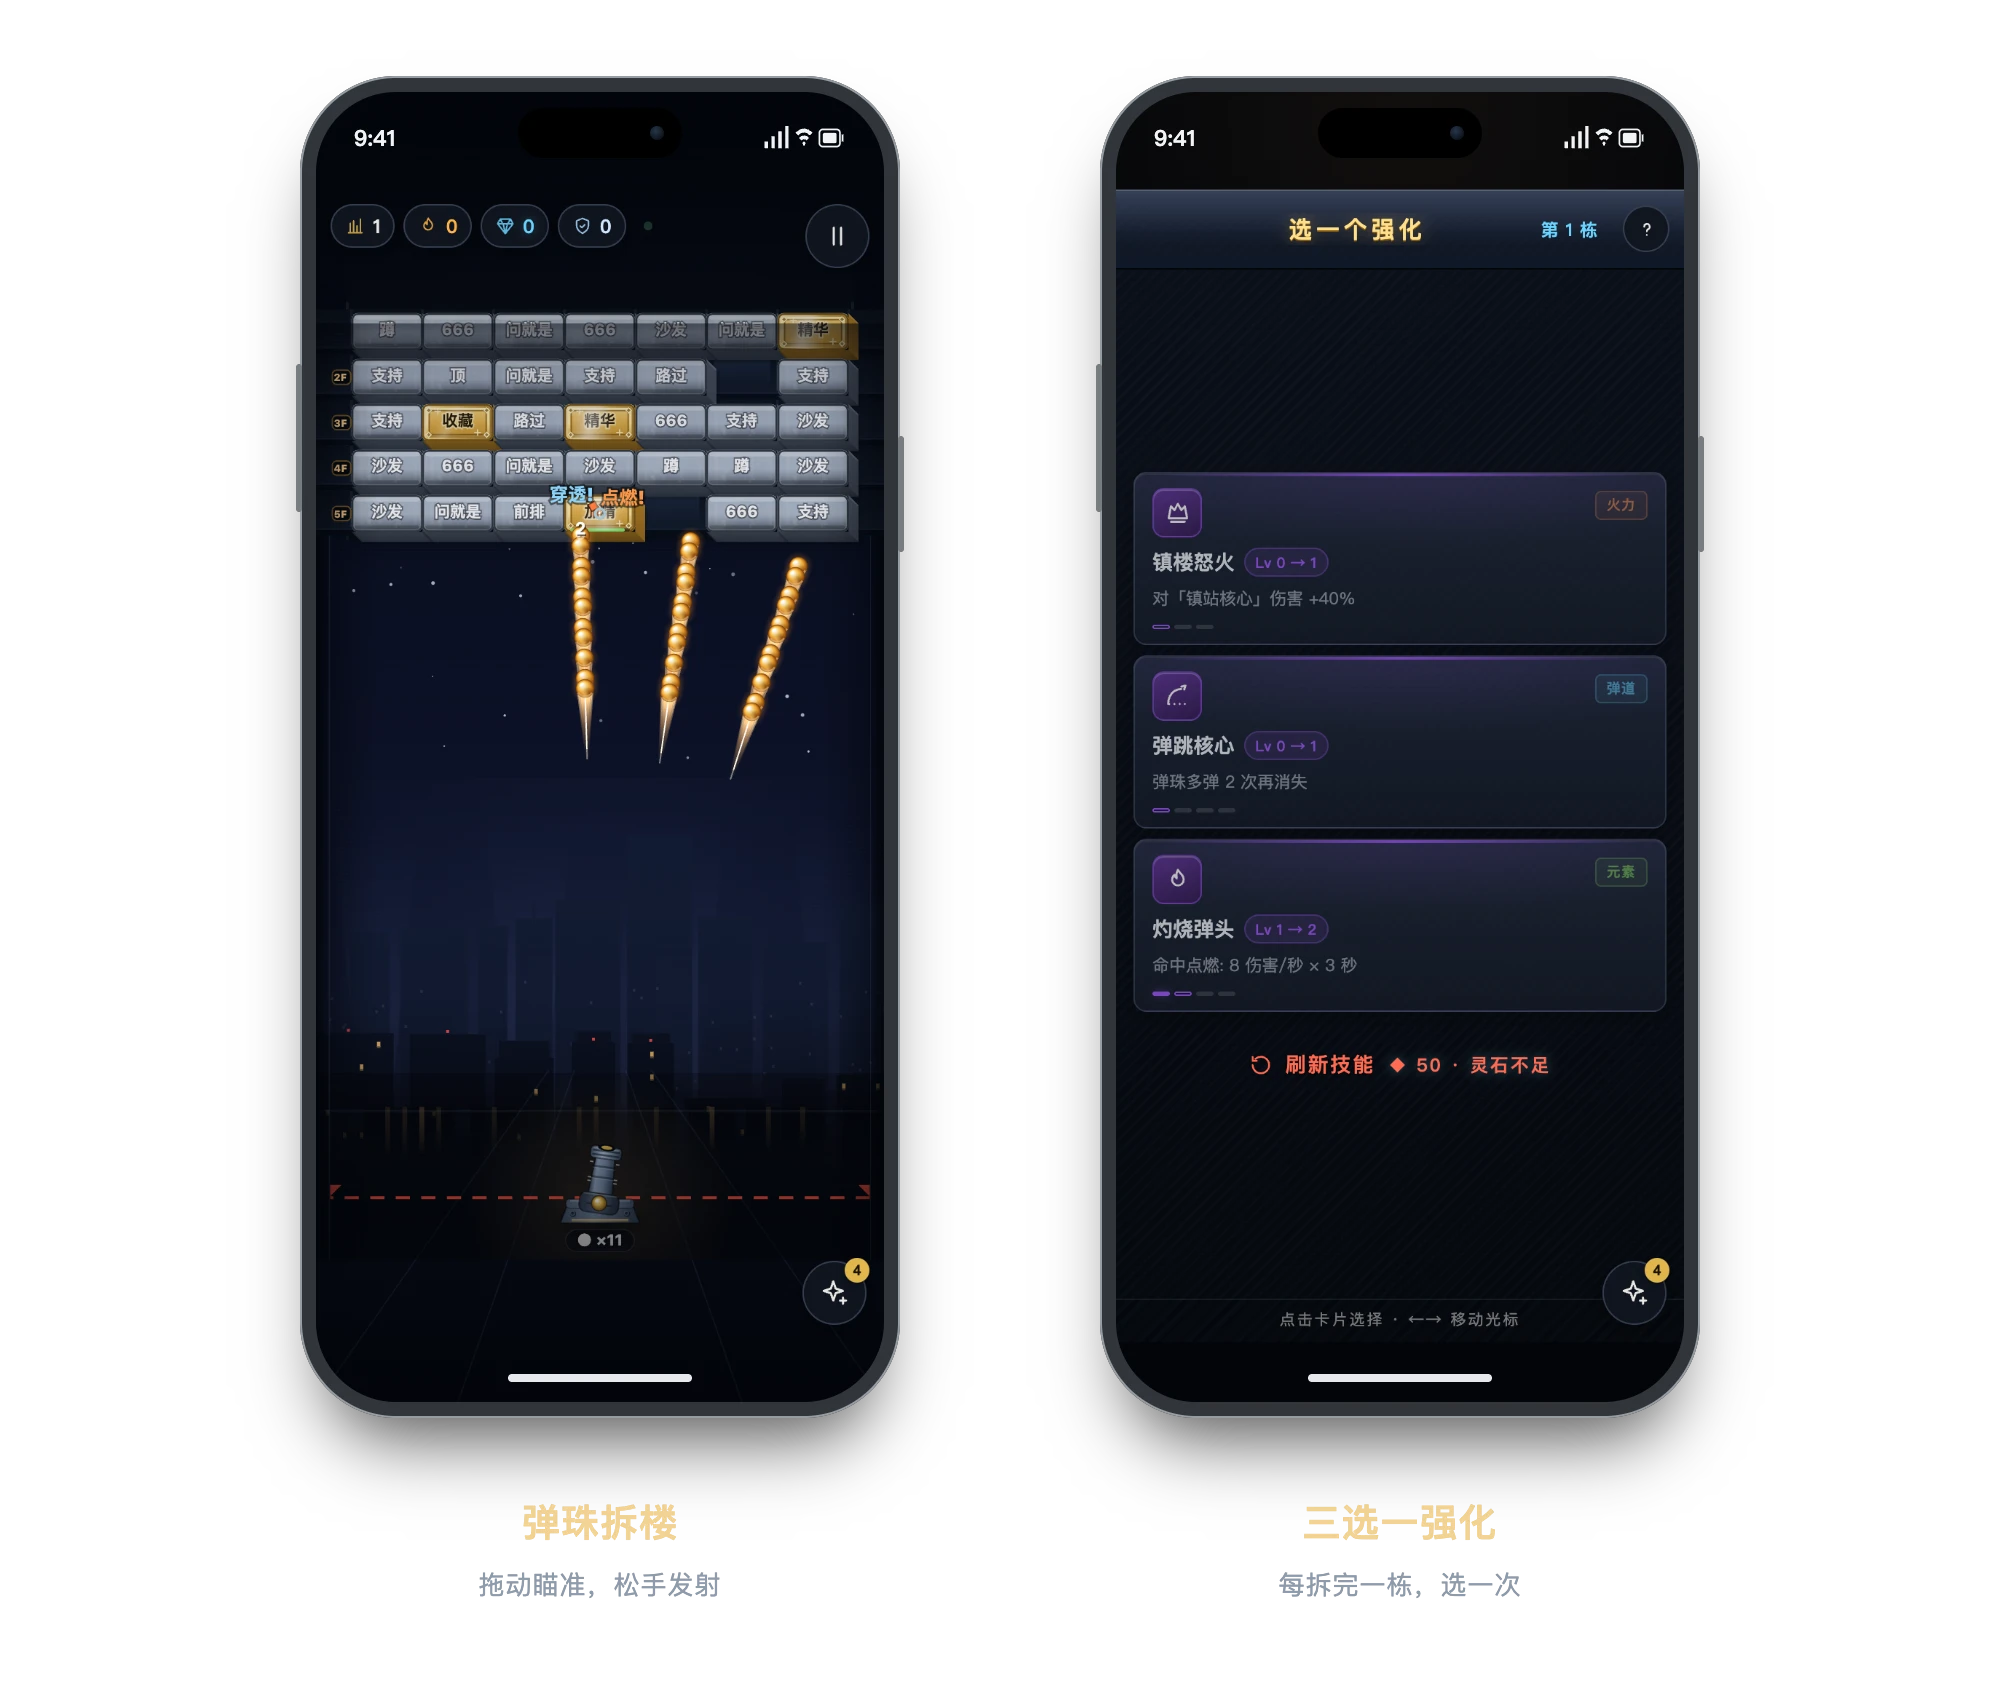 9:41
1 0 0 0
蹲 666 问就是 666 沙发 问就是 精华
2F 支持 顶 问就是 支持 路过 支持
3F 支持 收藏 路过 精华 666 支持 沙发
4F 沙发 666 问就是 沙发 蹲 蹲 沙发
穿透! 点燃!
5F 沙发 问就是 前排 666 支持
2
×11
4
弹珠拆楼
拖动瞄准，松手发射
9:41
选一个强化 第 1 栋 ?
火力
镇楼怒火 Lv 0→1
对「镇站核心」伤害 +40%
弹道
弹跳核心 Lv 0→1
弹珠多弹 2 次再消失
元素
灼烧弹头 Lv 1→2
命中点燃: 8 伤害/秒 × 3 秒
刷新技能 ◆ 50 · 灵石不足
4
点击卡片选择 · ←→ 移动光标
三选一强化
每拆完一栋，选一次